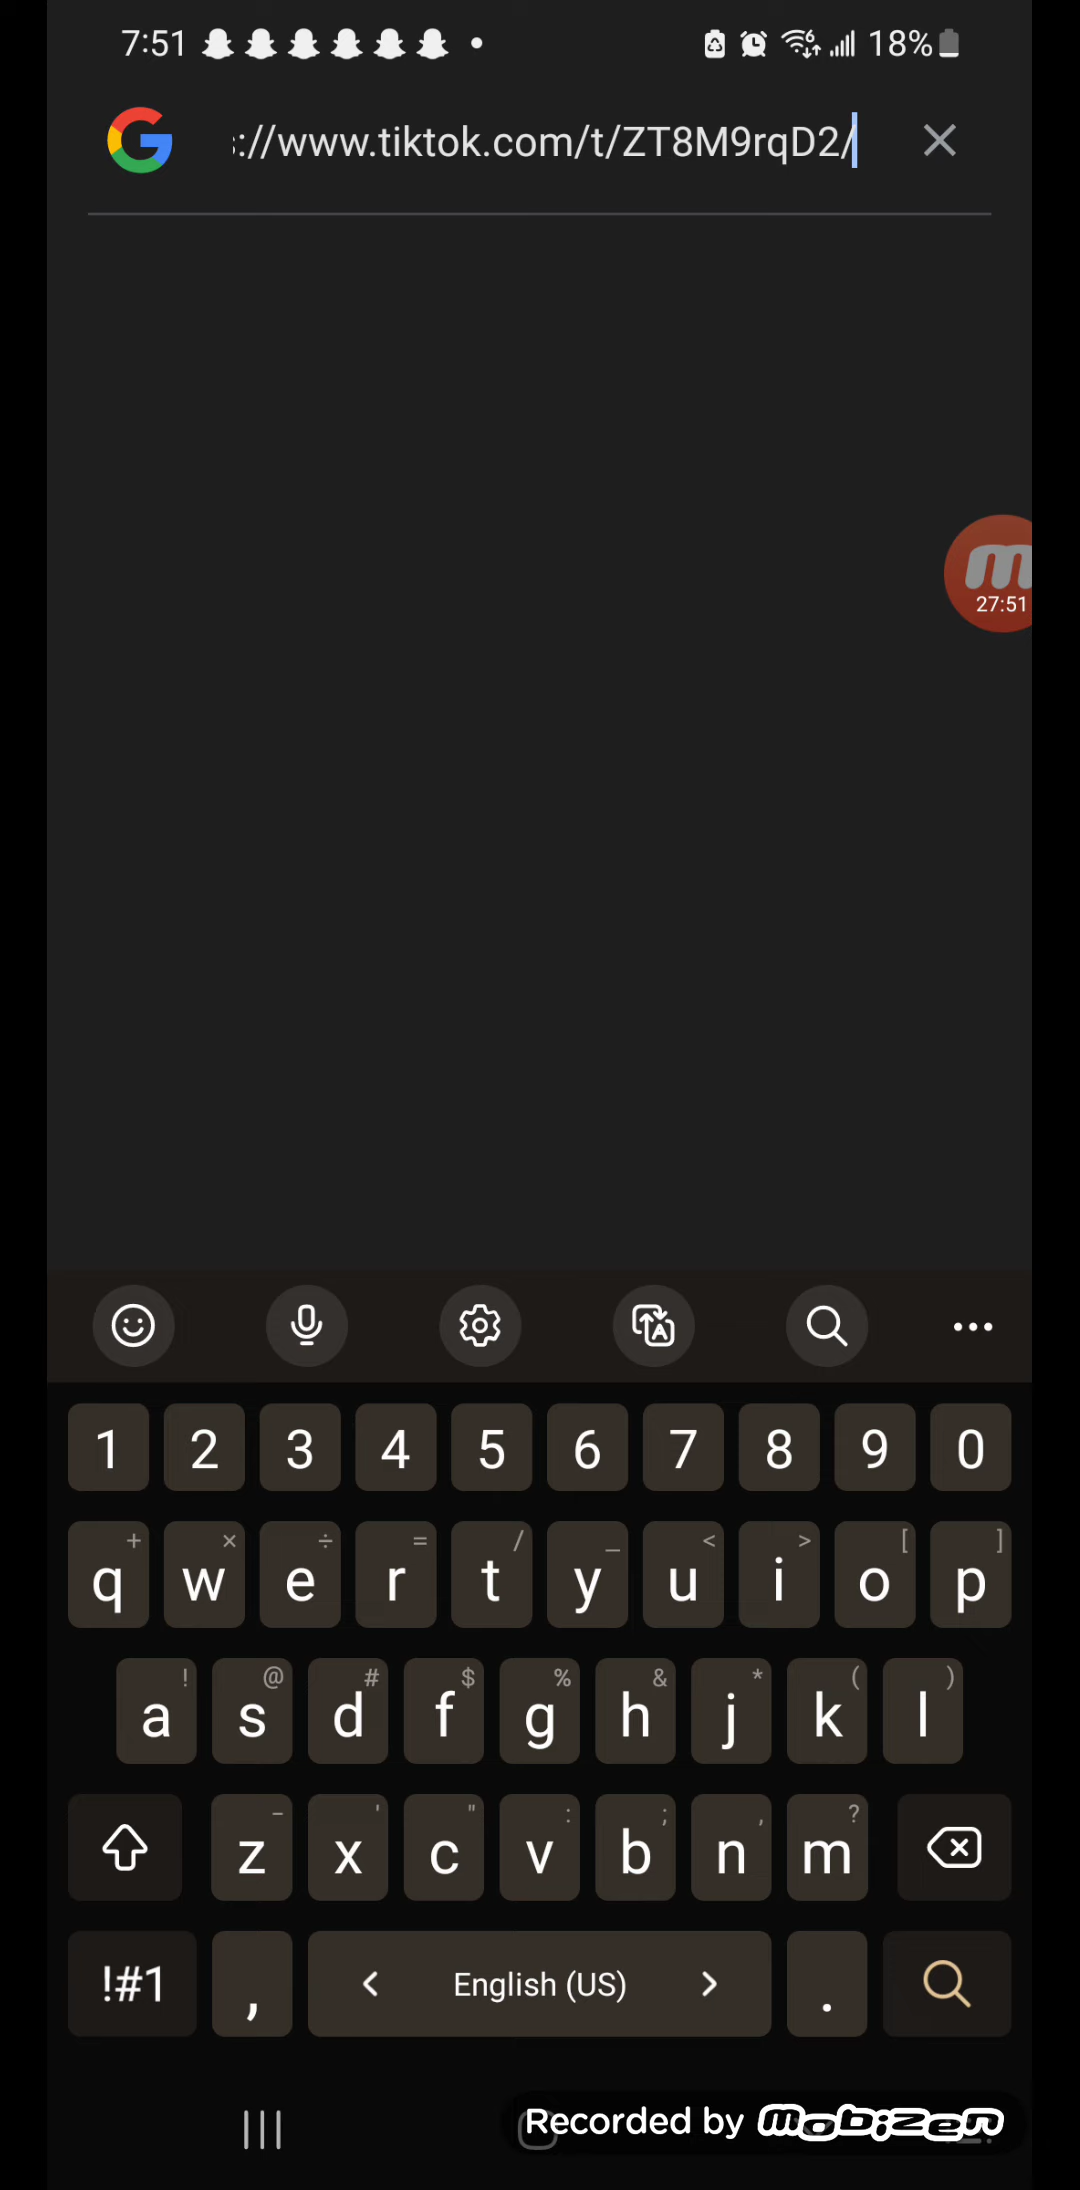 7:51 18%
://www.tiktok.com/t/ZT8M9rqD2/
27:51
1 2 3 4 5 6 7 8 9 0
+ × ÷ = / _ < > [ ]
q w e r t y u i o p
! @ # $ % & * ( )
a s d f g h j k l
- ' " : ; , ?
z x c v b n m
!#1 , < English (US) > .
Recorded by mobizen